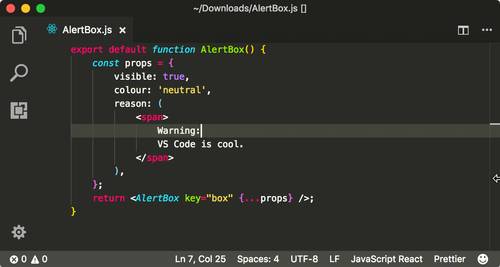 ~/Downloads/AlertBox.js []
AlertBox.js
export default function AlertBox() {
    const props = {
        visible: true,
        colour: 'neutral',
        reason: (
            <span>
                Warning:
                VS Code is cool.
            </span>
        ),
    };
    return <AlertBox key="box" {...props} />;
}
0 0 Ln 7, Col 25 Spaces: 4 UTF-8 LF JavaScript React Prettier